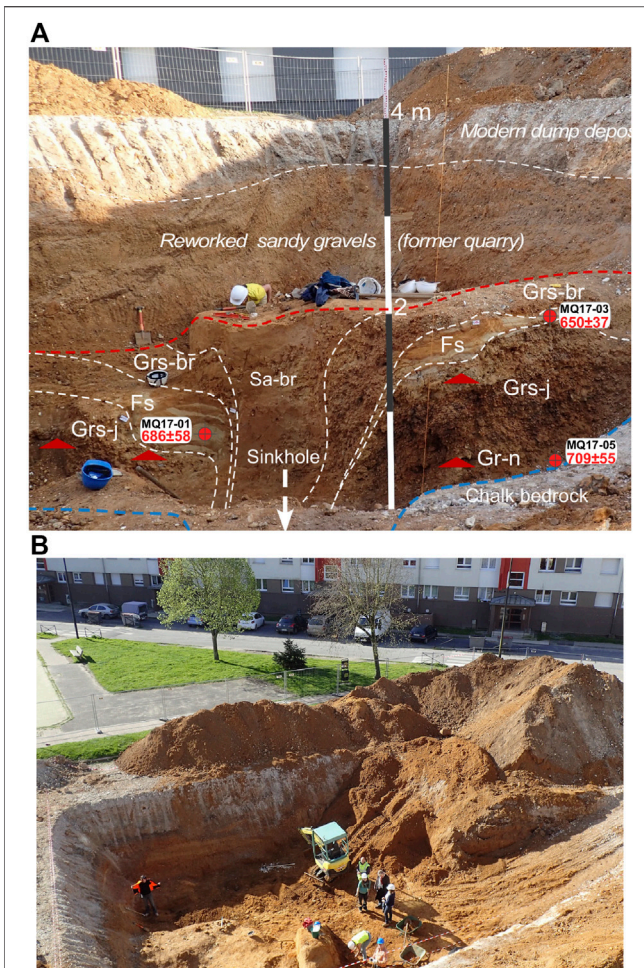 A
4 m
Modern dump depos
Reworked sandy gravels (former quarry)
2
Grs-br
MQ17-03
650±37
Grs-br
Fs
Sa-br
Fs
Grs-j
Grs-j
MQ17-01
686±58
MQ17-05
709±55
Gr-n
Sinkhole
Chalk bedrock
B